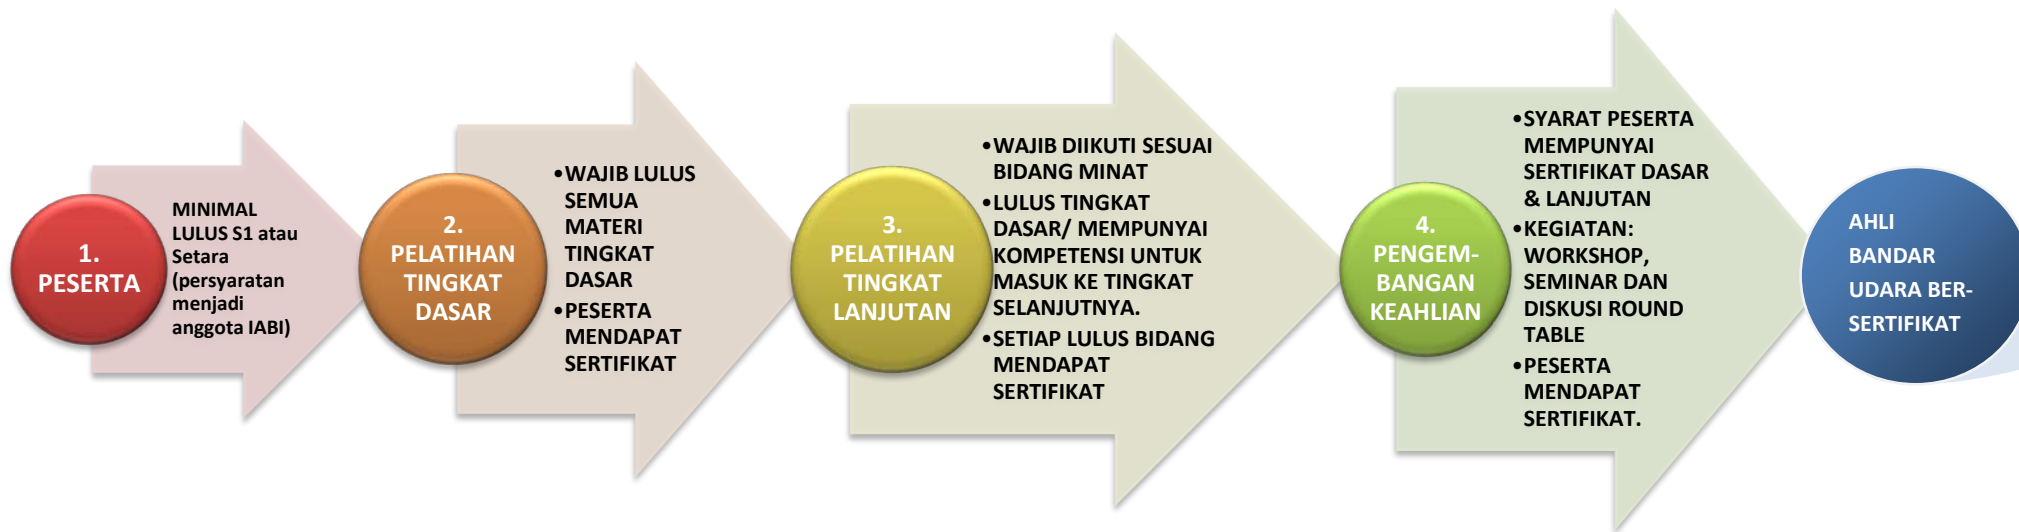 1.
PESERTA
MINIMAL
LULUS S1 atau
Setara
(persyaratan
menjadi
anggota IABI)
2.
PELATIHAN
TINGKAT
DASAR
•WAJIB LULUS
SEMUA
MATERI
TINGKAT
DASAR
•PESERTA
MENDAPAT
SERTIFIKAT
3.
PELATIHAN
TINGKAT
LANJUTAN
•WAJIB DIIKUTI SESUAI
BIDANG MINAT
•LULUS TINGKAT
DASAR/ MEMPUNYAI
KOMPETENSI UNTUK
MASUK KE TINGKAT
SELANJUTNYA.
•SETIAP LULUS BIDANG
MENDAPAT
SERTIFIKAT
4.
PENGEM-
BANGAN
KEAHLIAN
•SYARAT PESERTA
MEMPUNYAI
SERTIFIKAT DASAR
& LANJUTAN
•KEGIATAN:
WORKSHOP,
SEMINAR DAN
DISKUSI ROUND
TABLE
•PESERTA
MENDAPAT
SERTIFIKAT.
AHLI
BANDAR
UDARA BER-
SERTIFIKAT